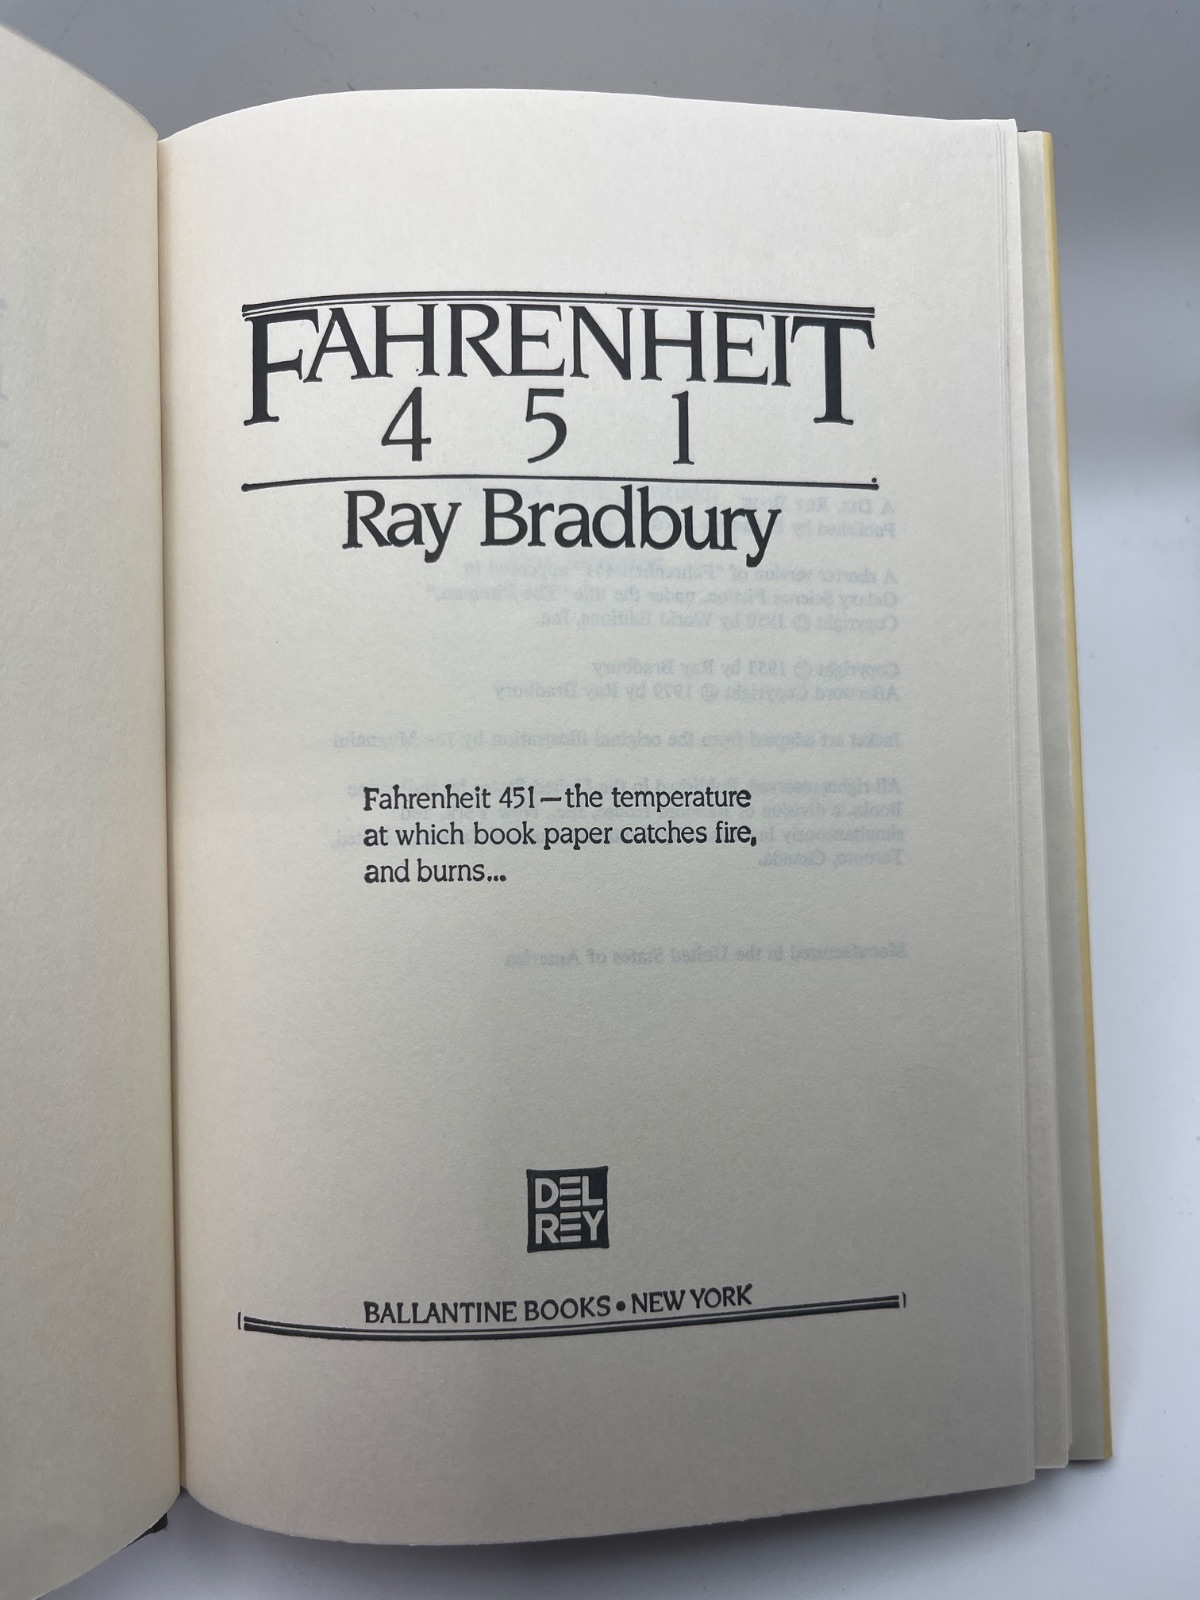 FAHRENHEIT
4 5 1
Ray Bradbury
Fahrenheit 451—the temperature
at which book paper catches fire,
and burns...
DEL
REY
BALLANTINE BOOKS • NEW YORK